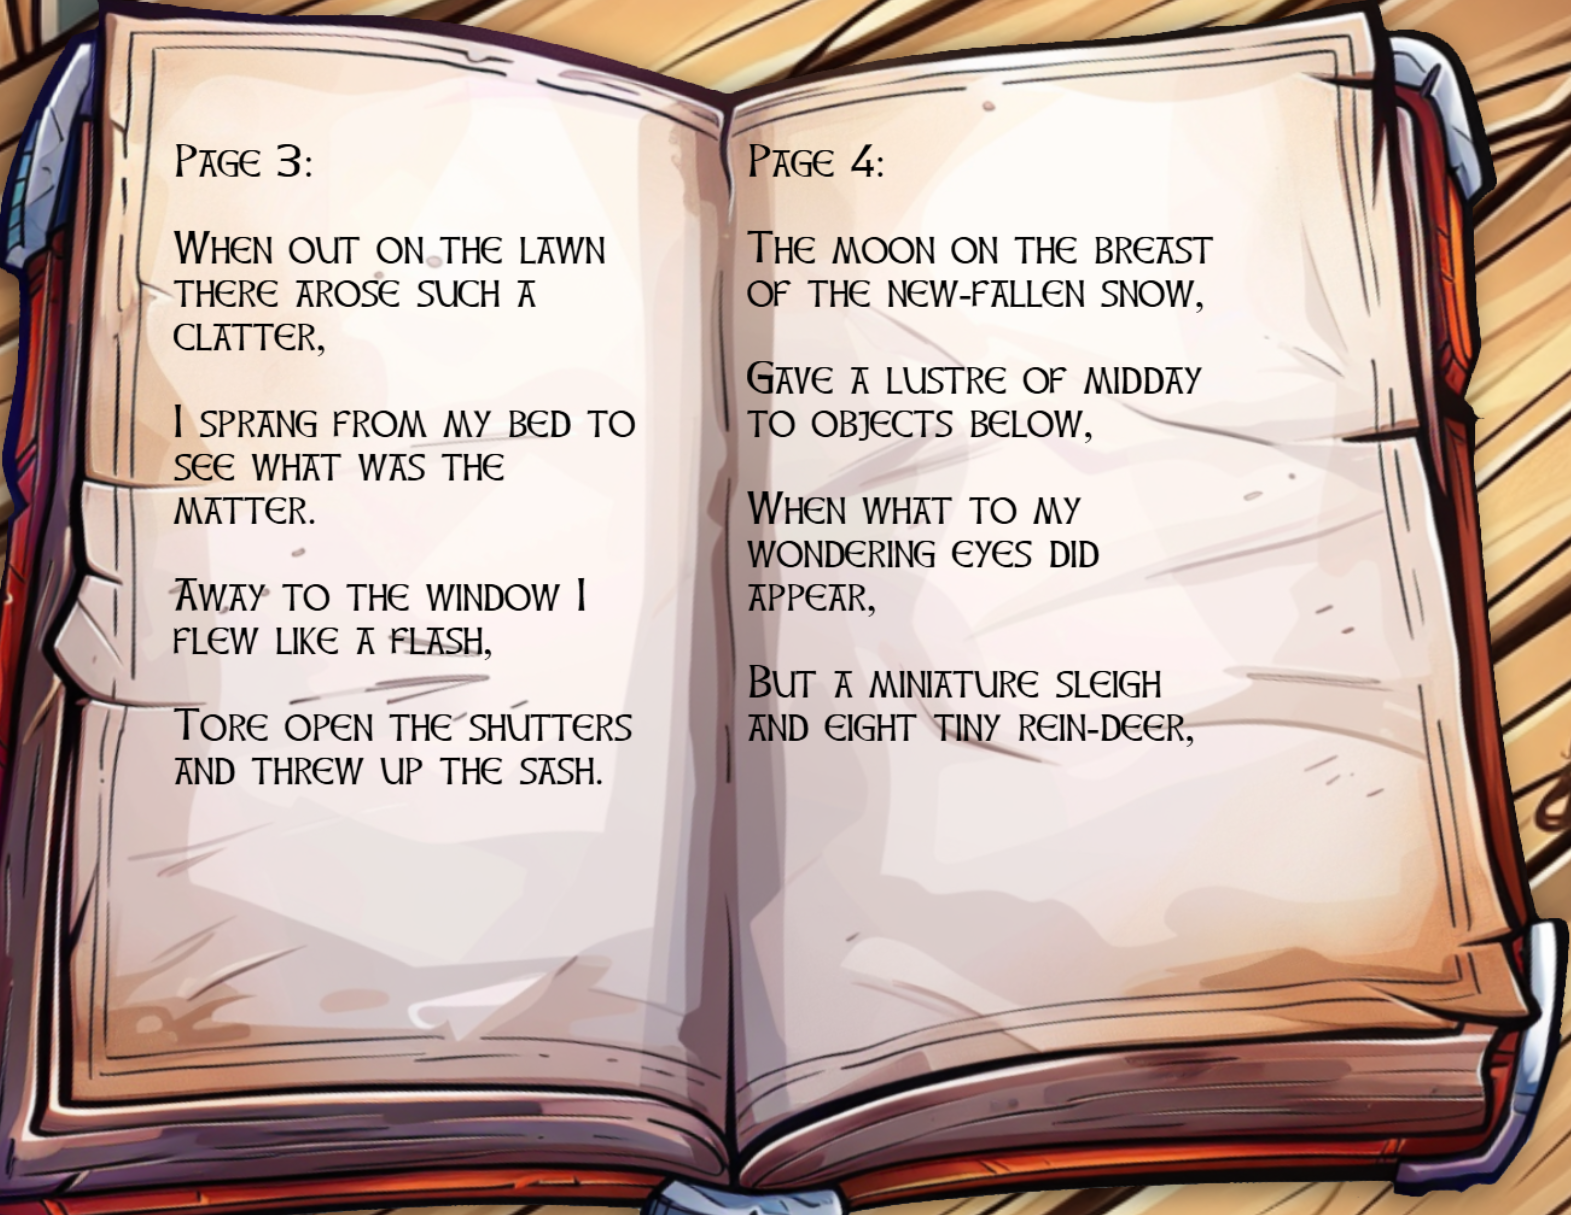 Page 3:
When out on the lawn
there arose such a
clatter,
I sprang from my bed to
see what was the
matter.
Away to the window I
flew like a flash,
Tore open the shutters
and threw up the sash.
Page 4:
The moon on the breast
of the new-fallen snow,
Gave a lustre of midday
to objects below,
When what to my
wondering eyes did
appear,
But a miniature sleigh
and eight tiny rein-deer,